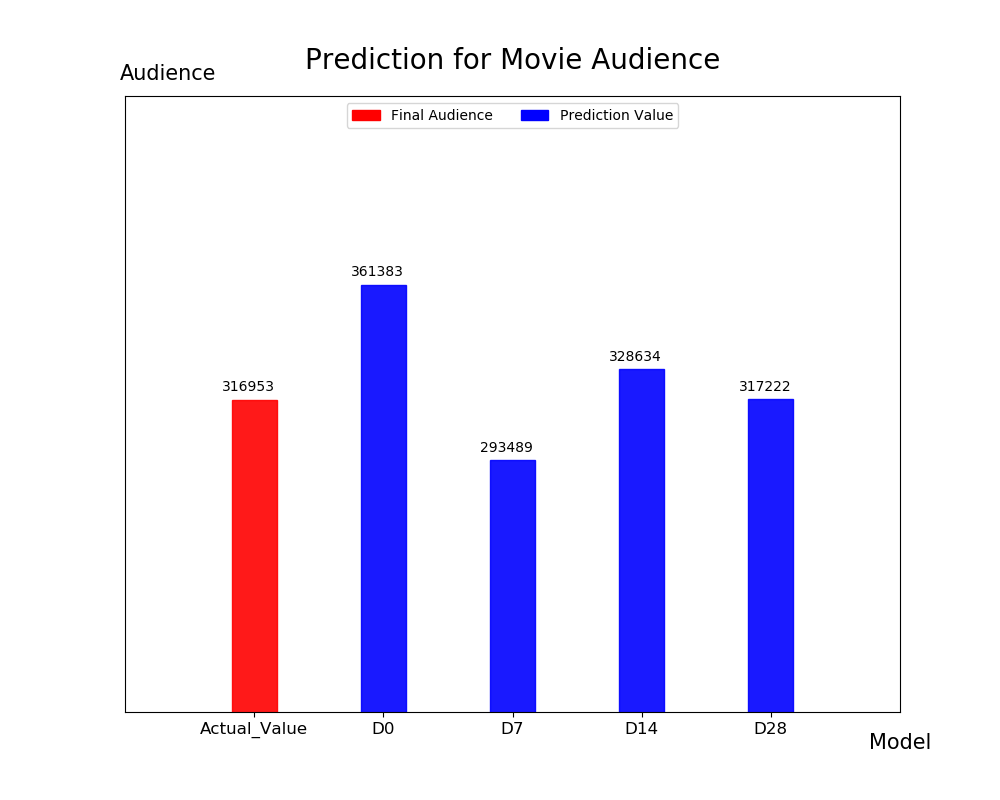 Prediction for Movie Audience
Audience
Final Audience
Prediction Value
361383
328634
316953
317222
293489
Actual_Value
D0
D7
D14
D28
Model